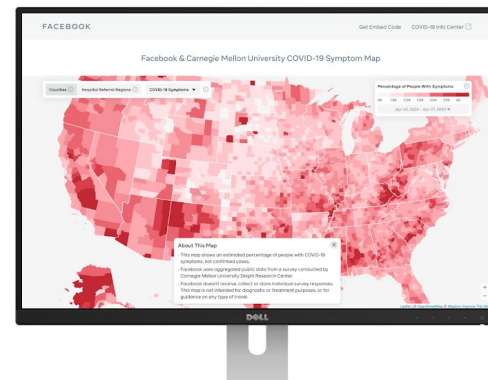 FACEBOOK
Get Embed Code COVID-19 Info Center
Facebook & Carnegie Mellon University COVID-19 Symptom Map
Counties Hospital Referral Regions COVID-19 Symptoms
Percentage of People With Symptoms
About This Map
· This map shows an estimated percentage of people with COVID-19
symptoms, not confirmed cases.
· Facebook uses aggregated public data from a survey conducted by
Carnegie Mellon University Delphi Research Center.
· Facebook doesn't receive, collect or store individual survey responses.
This map is not intended for diagnostic or treatment purposes, or for
guidance on any type of travel.
DELL